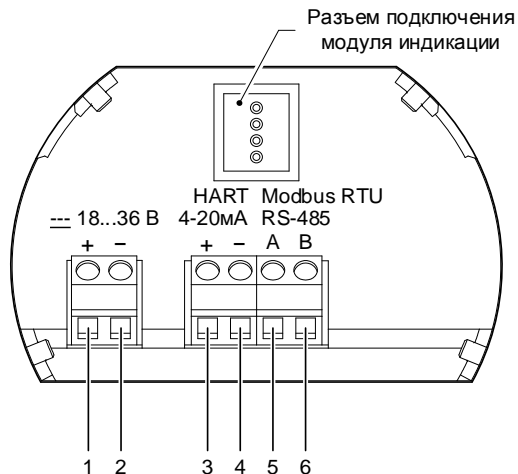 Разъем подключения
модуля индикации
HART Modbus RTU
--- 18...36 В 4-20мА RS-485
+ − + − A B
1 2 3 4 5 6